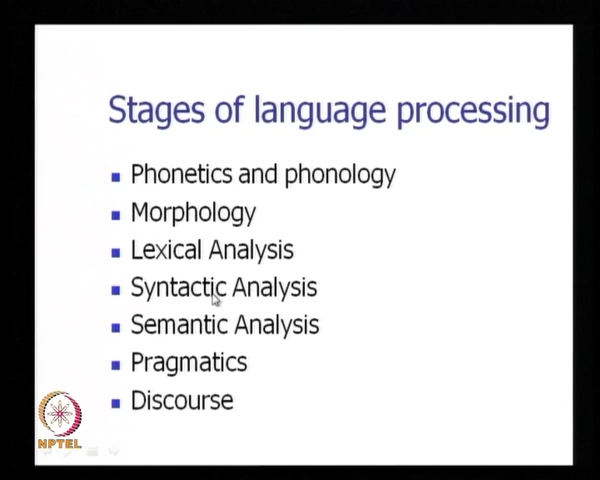 Stages of language processing
Phonetics and phonology
Morphology
Lexical Analysis
Syntactic Analysis
Semantic Analysis
Pragmatics
Discourse
NPTEL